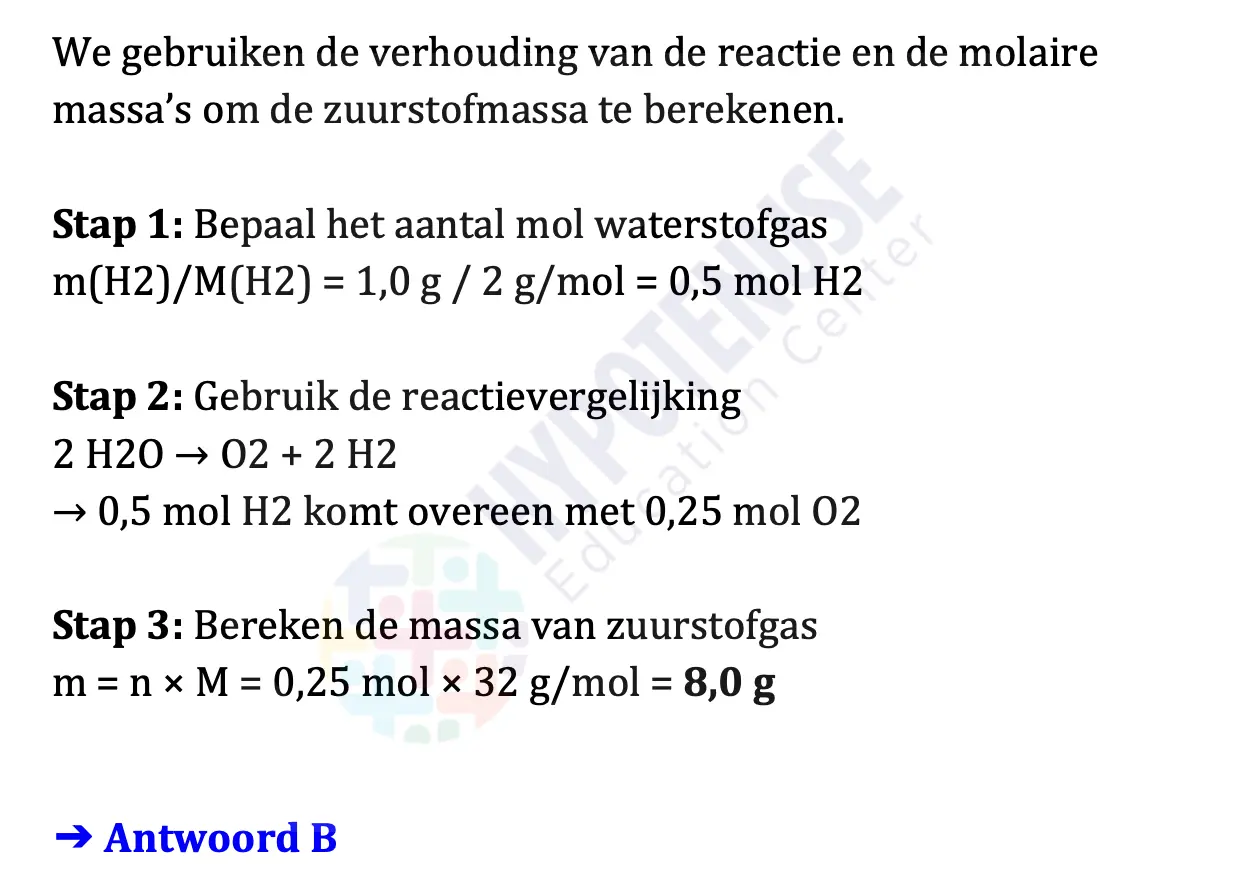 We gebruiken de verhouding van de reactie en de molaire
massa’s om de zuurstofmassa te berekenen.
Stap 1: Bepaal het aantal mol waterstofgas
m(H2)/M(H2) = 1,0 g / 2 g/mol = 0,5 mol H2
Stap 2: Gebruik de reactievergelijking
2 H2O → O2 + 2 H2
→ 0,5 mol H2 komt overeen met 0,25 mol O2
Stap 3: Bereken de massa van zuurstofgas
m = n × M = 0,25 mol × 32 g/mol = 8,0 g
➔ Antwoord B
HYPOTENUSE
Education Center